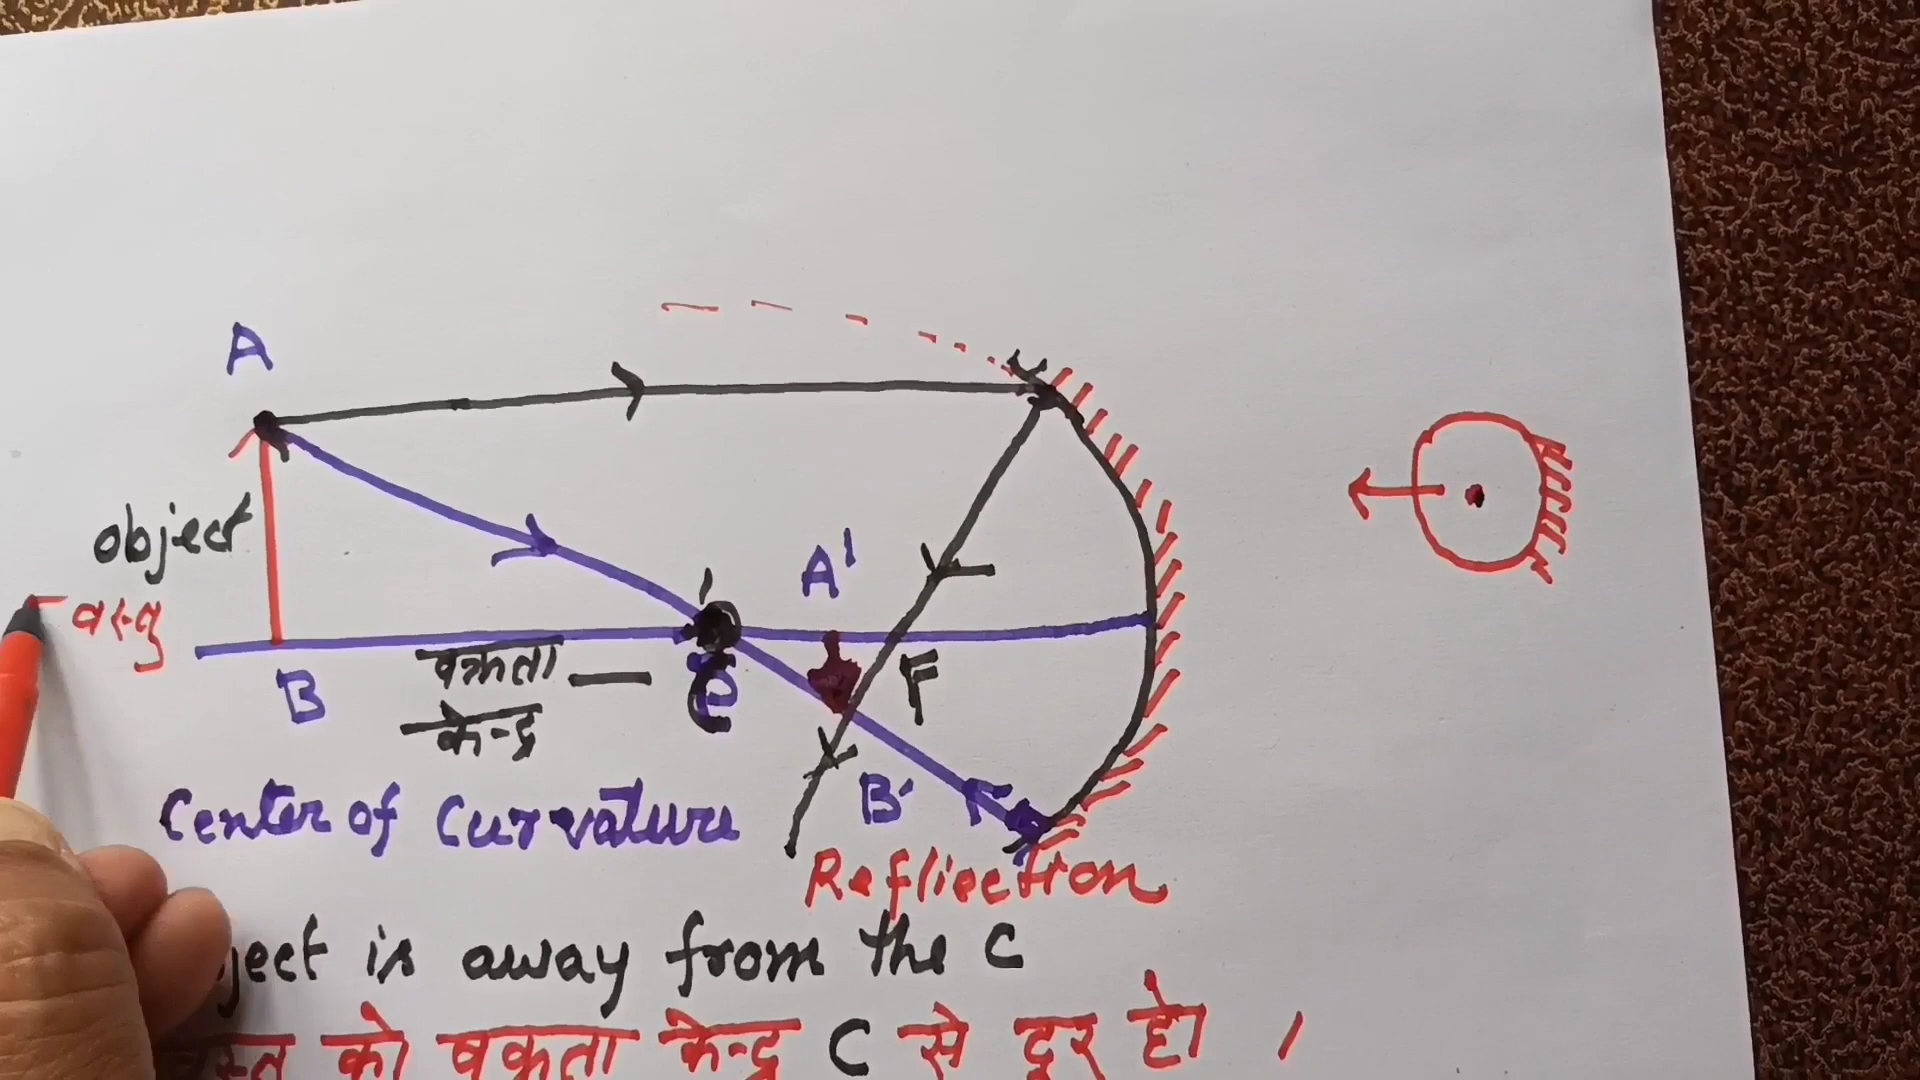 A
object
A'
वस्तु
B
वक्रता
केन्द्र
C
F
B'
Center of Curvature
Reflection
ject is away from the C
को वक्रता केन्द्र C से दूर हो ।